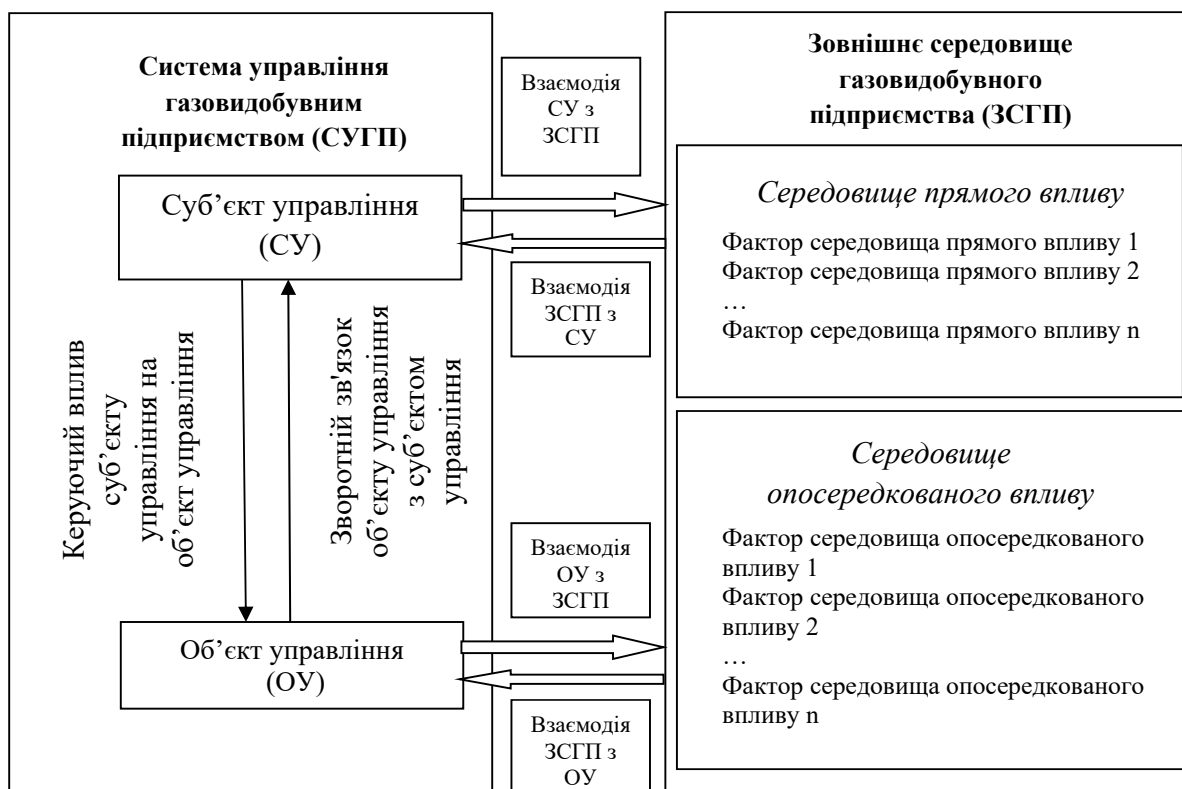 Система управління
газовидобувним
підприємством (СУГП)
Суб’єкт управління
(СУ)
Керуючий вплив
суб’єкту
управління на
об’єкт управління
Зворотній зв'язок
об’єкту управління
з суб’єктом
управління
Об’єкт управління
(ОУ)
Взаємодія
СУ з
ЗСГП
Взаємодія
ЗСГП з
СУ
Взаємодія
ОУ з
ЗСГП
Взаємодія
ЗСГП з
ОУ
Зовнішнє середовище
газовидобувного
підприємства (ЗСГП)
Середовище прямого впливу
Фактор середовища прямого впливу 1
Фактор середовища прямого впливу 2
…
Фактор середовища прямого впливу n
Середовище
опосередкованого впливу
Фактор середовища опосередкованого
впливу 1
Фактор середовища опосередкованого
впливу 2
…
Фактор середовища опосередкованого
впливу n